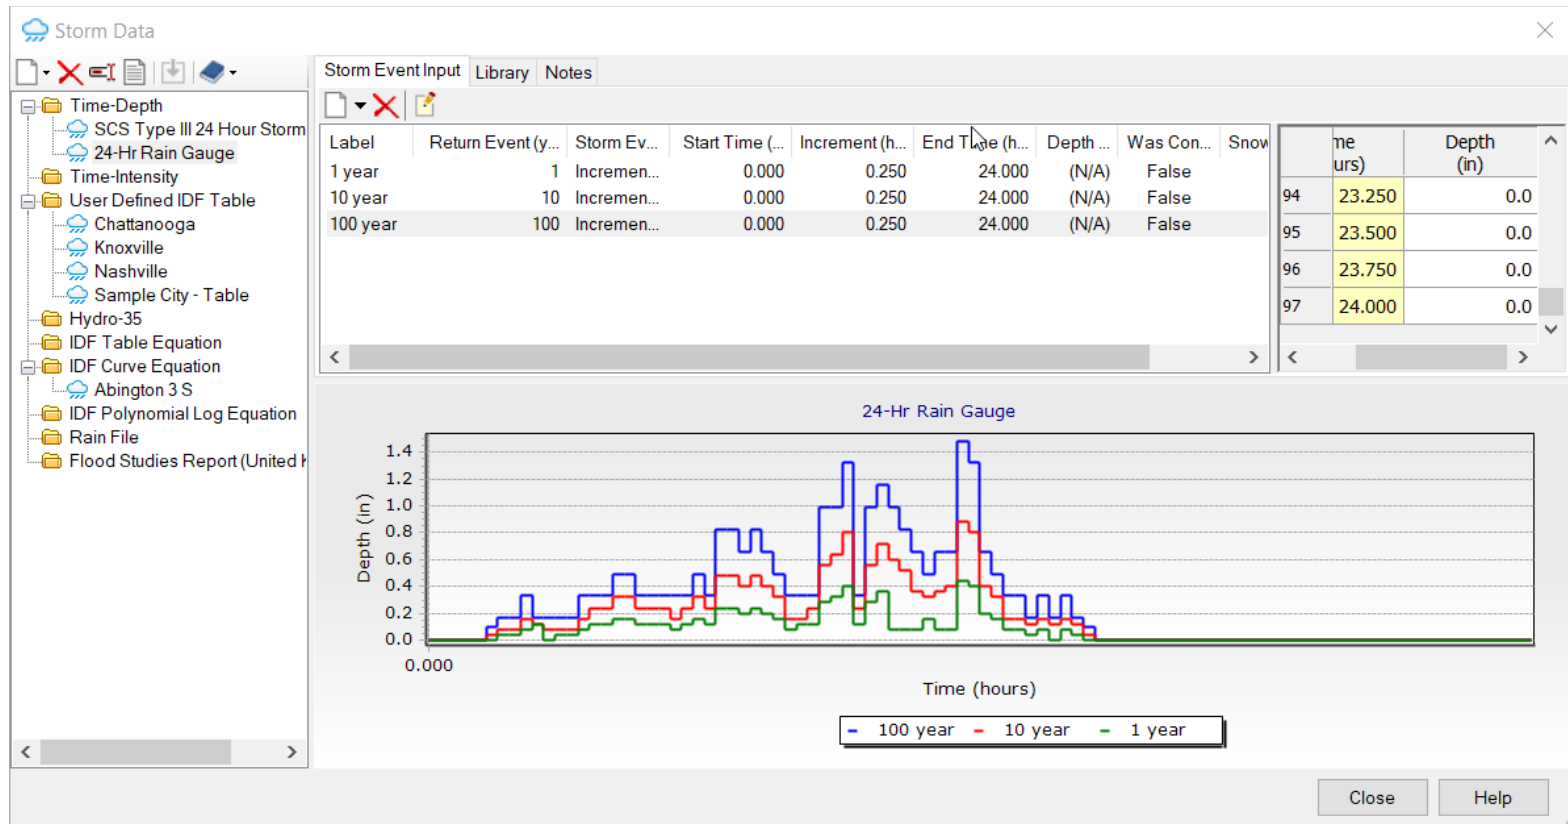 Storm Data
Storm Event Input Library Notes
Time-Depth
SCS Type III 24 Hour Storm
24-Hr Rain Gauge
Time-Intensity
User Defined IDF Table
Chattanooga
Knoxville
Nashville
Sample City - Table
Hydro-35
IDF Table Equation
IDF Curve Equation
Abington 3 S
IDF Polynomial Log Equation
Rain File
Flood Studies Report (United
Label Return Event (y... Storm Ev... Start Time (... Increment (h... End Time (h... Depth ... Was Con... Snow
1 year 1 Incremen... 0.000 0.250 24.000 (N/A) False
10 year 10 Incremen... 0.000 0.250 24.000 (N/A) False
100 year 100 Incremen... 0.000 0.250 24.000 (N/A) False
me Depth
urs) (in)
94 23.250 0.0
95 23.500 0.0
96 23.750 0.0
97 24.000 0.0
24-Hr Rain Gauge
Depth (in)
1.4
1.2
1.0
0.8
0.6
0.4
0.2
0.0
0.000
Time (hours)
100 year 10 year 1 year
Close Help